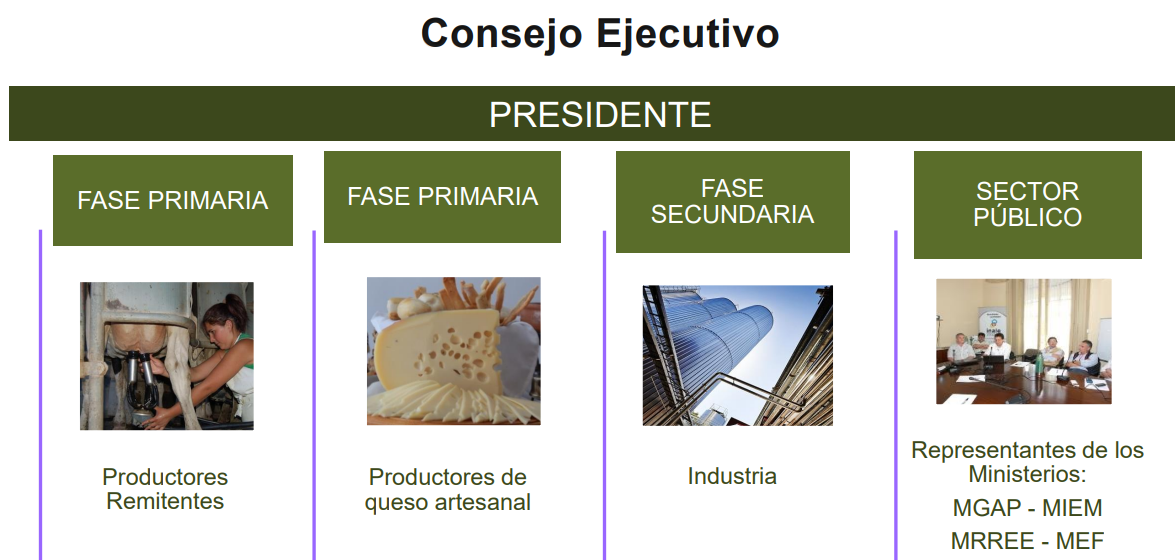 Consejo Ejecutivo
PRESIDENTE
FASE PRIMARIA
Productores
Remitentes
FASE PRIMARIA
Productores de
queso artesanal
FASE
SECUNDARIA
Industria
SECTOR
PÚBLICO
inale
Representantes de los
Ministerios:
MGAP - MIEM
MRREE - MEF